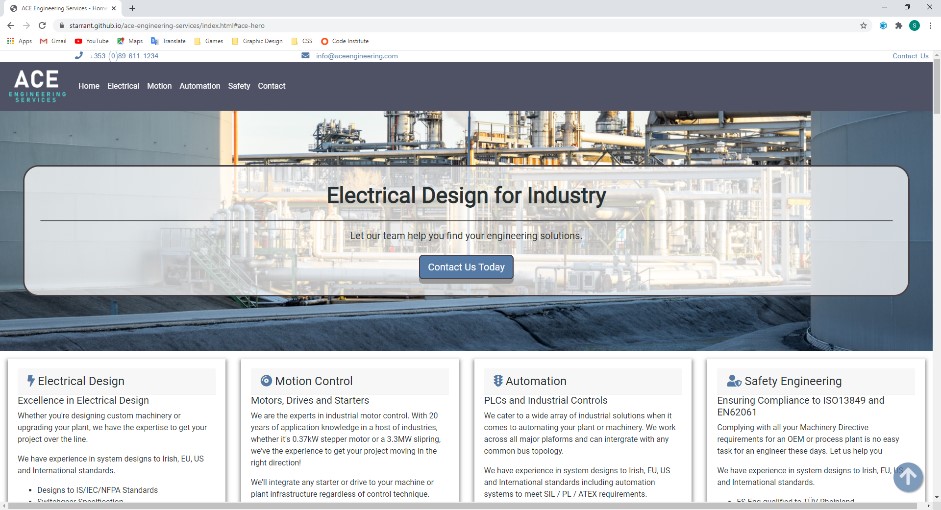 ACE Engineering Services - Home
starrant.github.io/ace-engineering-services/index.html#ace-hero
S
Apps Gmail YouTube Maps Translate Games Graphic Design CSS Code Institute
+353 (0)89 611 1234 info@aceengineering.com Contact Us
ACE
ENGINEERING
SERVICES
Home Electrical Motion Automation Safety Contact
Electrical Design for Industry
Let our team help you find your engineering solutions.
Contact Us Today
Electrical Design
Excellence in Electrical Design
Whether you're designing custom machinery or
upgrading your plant, we have the expertise to get your
project over the line.
We have experience in system designs to Irish, EU, US
and International standards.
Designs to IS/IEC/NFPA Standards
Switchgear Specification
Motion Control
Motors, Drives and Starters
We are the experts in industrial motor control. With 20
years of application knowledge in a host of industries,
whether it's 0.37kW stepper motor or a 3.3MW slipring,
we've the experience to get your project moving in the
right direction!
We'll integrate any starter or drive to your machine or
plant infrastructure regardless of control technique.
Automation
PLCs and Industrial Controls
We cater to a wide array of industrial solutions when it
comes to automating your plant or machinery. We work
across all major plaforms and can intergrate with any
common bus topology.
We have experience in system designs to Irish, EU, US
and International standards including automation
systems to meet SIL / PL / ATEX requirements.
Safety Engineering
Ensuring Compliance to ISO13849 and
EN62061
Complying with all your Machinery Directive
requirements for an OEM or process plant is no easy
task for an engineer these days. Let us help you
We have experience in system designs to Irish, EU, US
and International standards.
FS Eng qualified to TÜV Rheinland